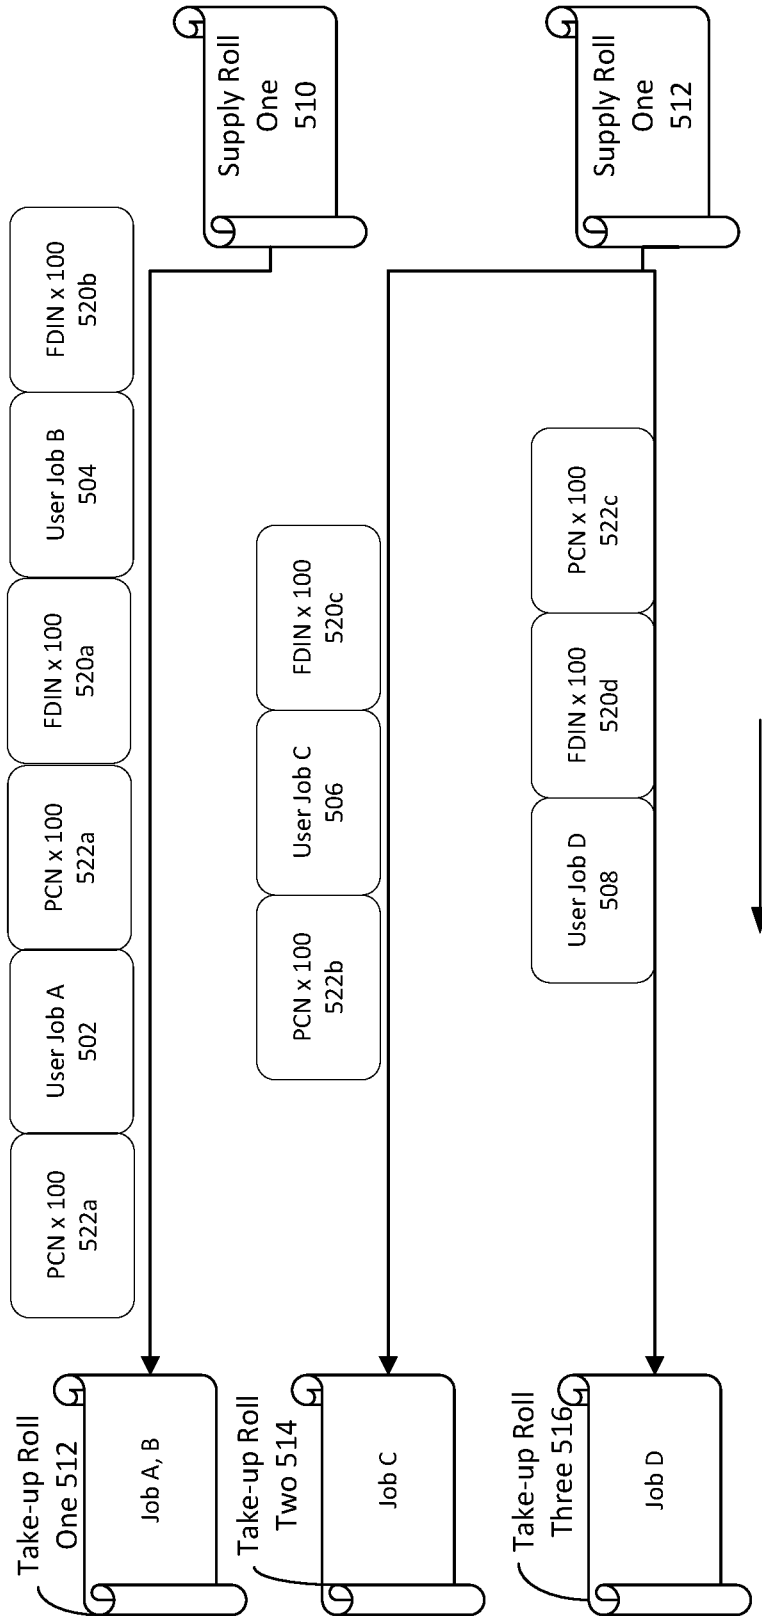 Take-up Roll
One 512
Job A, B
PCN x 100
522a
User Job A
502
PCN x 100
522a
FDIN x 100
520a
User Job B
504
FDIN x 100
520b
Supply Roll
One
510
Take-up Roll
Two 514
Job C
PCN x 100
522b
User Job C
506
FDIN x 100
520c
Take-up Roll
Three 516
Job D
User Job D
508
FDIN x 100
520d
PCN x 100
522c
Supply Roll
One
512